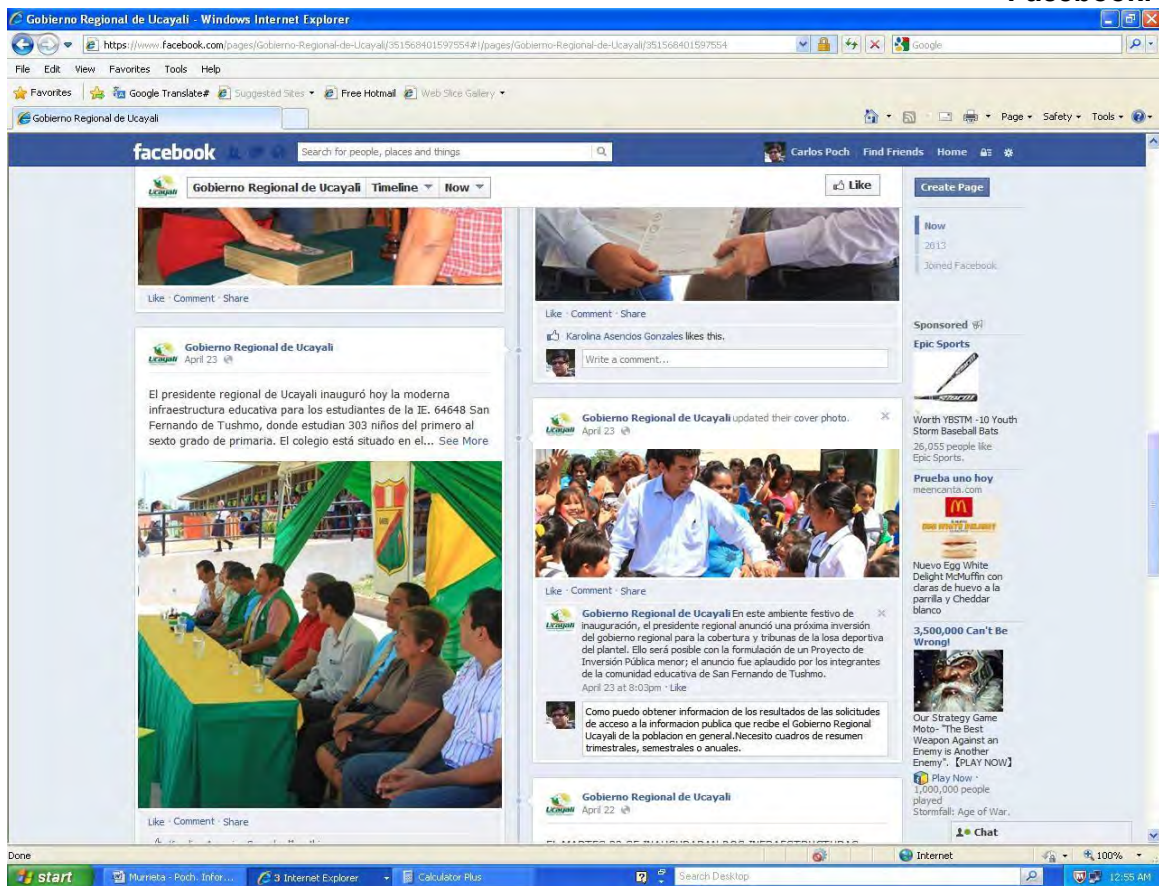 Facebook.
Gobierno Regional de Ucayali - Windows Internet Explorer
https://www.facebook.com/pages/Gobierno-Regional-de-Ucayali/351568401597554#!/pages/Gobierno-Regional-de-Ucayali/351568401597554
Google
File Edit View Favorites Tools Help
Favorites Google Translate# Suggested Sites Free Hotmail Web Slice Gallery
Gobierno Regional de Ucayali
Page Safety Tools
facebook
Search for people, places and things
Carlos Poch Find Friends Home
Ucayali
Gobierno Regional de Ucayali Timeline Now
Like
Create Page
Like · Comment · Share
Gobierno Regional de Ucayali
April 23
El presidente regional de Ucayali inauguró hoy la moderna
infraestructura educativa para los estudiantes de la IE. 64648 San
Fernando de Tushmo, donde estudian 303 niños del primero al
sexto grado de primaria. El colegio está situado en el... See More
Like · Comment · Share
Like · Comment · Share
Karolina Asencios Gonzales likes this.
Write a comment...
Gobierno Regional de Ucayali updated their cover photo.
April 23
Like · Comment · Share
Gobierno Regional de Ucayali En este ambiente festivo de
inauguración, el presidente regional anunció una próxima inversión
del gobierno regional para la cobertura y tribunas de la losa deportiva
del plantel. Ello será posible con la formulación de un Proyecto de
Inversión Pública menor; el anuncio fue aplaudido por los integrantes
de la comunidad educativa de San Fernando de Tushmo.
April 23 at 8:03pm · Like
Como puedo obtener informacion de los resultados de las solicitudes
de acceso a la informacion publica que recibe el Gobierno Regional
Ucayali de la poblacion en general.Necesito cuadros de resumen
trimestrales, semestrales o anuales.
Gobierno Regional de Ucayali
April 22
Now
2013
Joined Facebook
Sponsored
Epic Sports
Worth YBSTM -10 Youth
Storm Baseball Bats
26,055 people like
Epic Sports.
Prueba uno hoy
meencanta.com
Nuevo Egg White
Delight McMuffin con
claras de huevo a la
parrilla y Cheddar
blanco
3,500,000 Can't Be
Wrong!
Our Strategy Game
Moto- "The Best
Weapon Against an
Enemy is Another
Enemy".【PLAY NOW】
Play Now ·
1,000,000 people
played
Stormfall: Age of War.
Chat
Done
Internet
100%
start
Murrieta - Poch. Infor...
3 Internet Explorer
Calculator Plus
Search Desktop
12:55 AM